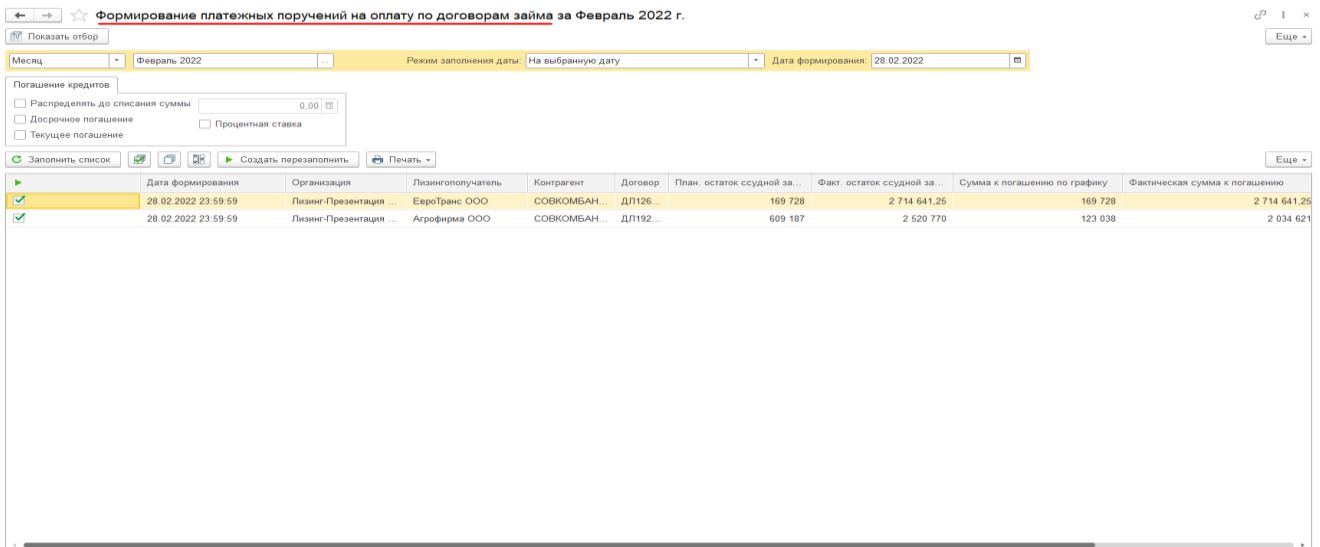 Формирование платежных поручений на оплату по договорам займа за Февраль 2022 г.
Показать отбор
Еще
Месяц
Февраль 2022
...
Режим заполнения даты: На выбранную дату
Дата формирования: 28.02.2022
Погашение кредитов
Распределять до списания суммы
0,00
Досрочное погашение
Процентная ставка
Текущее погашение
Заполнить список
Создать перезаполнить
Печать
Еще
Дата формирования Организация Лизингополучатель Контрагент Договор План. остаток ссудной за... Факт. остаток ссудной за... Сумма к погашению по графику Фактическая сумма к погашению
28.02.2022 23:59:59 Лизинг-Презентация ... ЕвроТранс ООО СОВКОМБАН... ДЛ126... 169 728 2 714 641,25 169 728 2 714 641,25
28.02.2022 23:59:59 Лизинг-Презентация ... Агрофирма ООО СОВКОМБАН... ДЛ192... 609 187 2 520 770 123 038 2 034 621